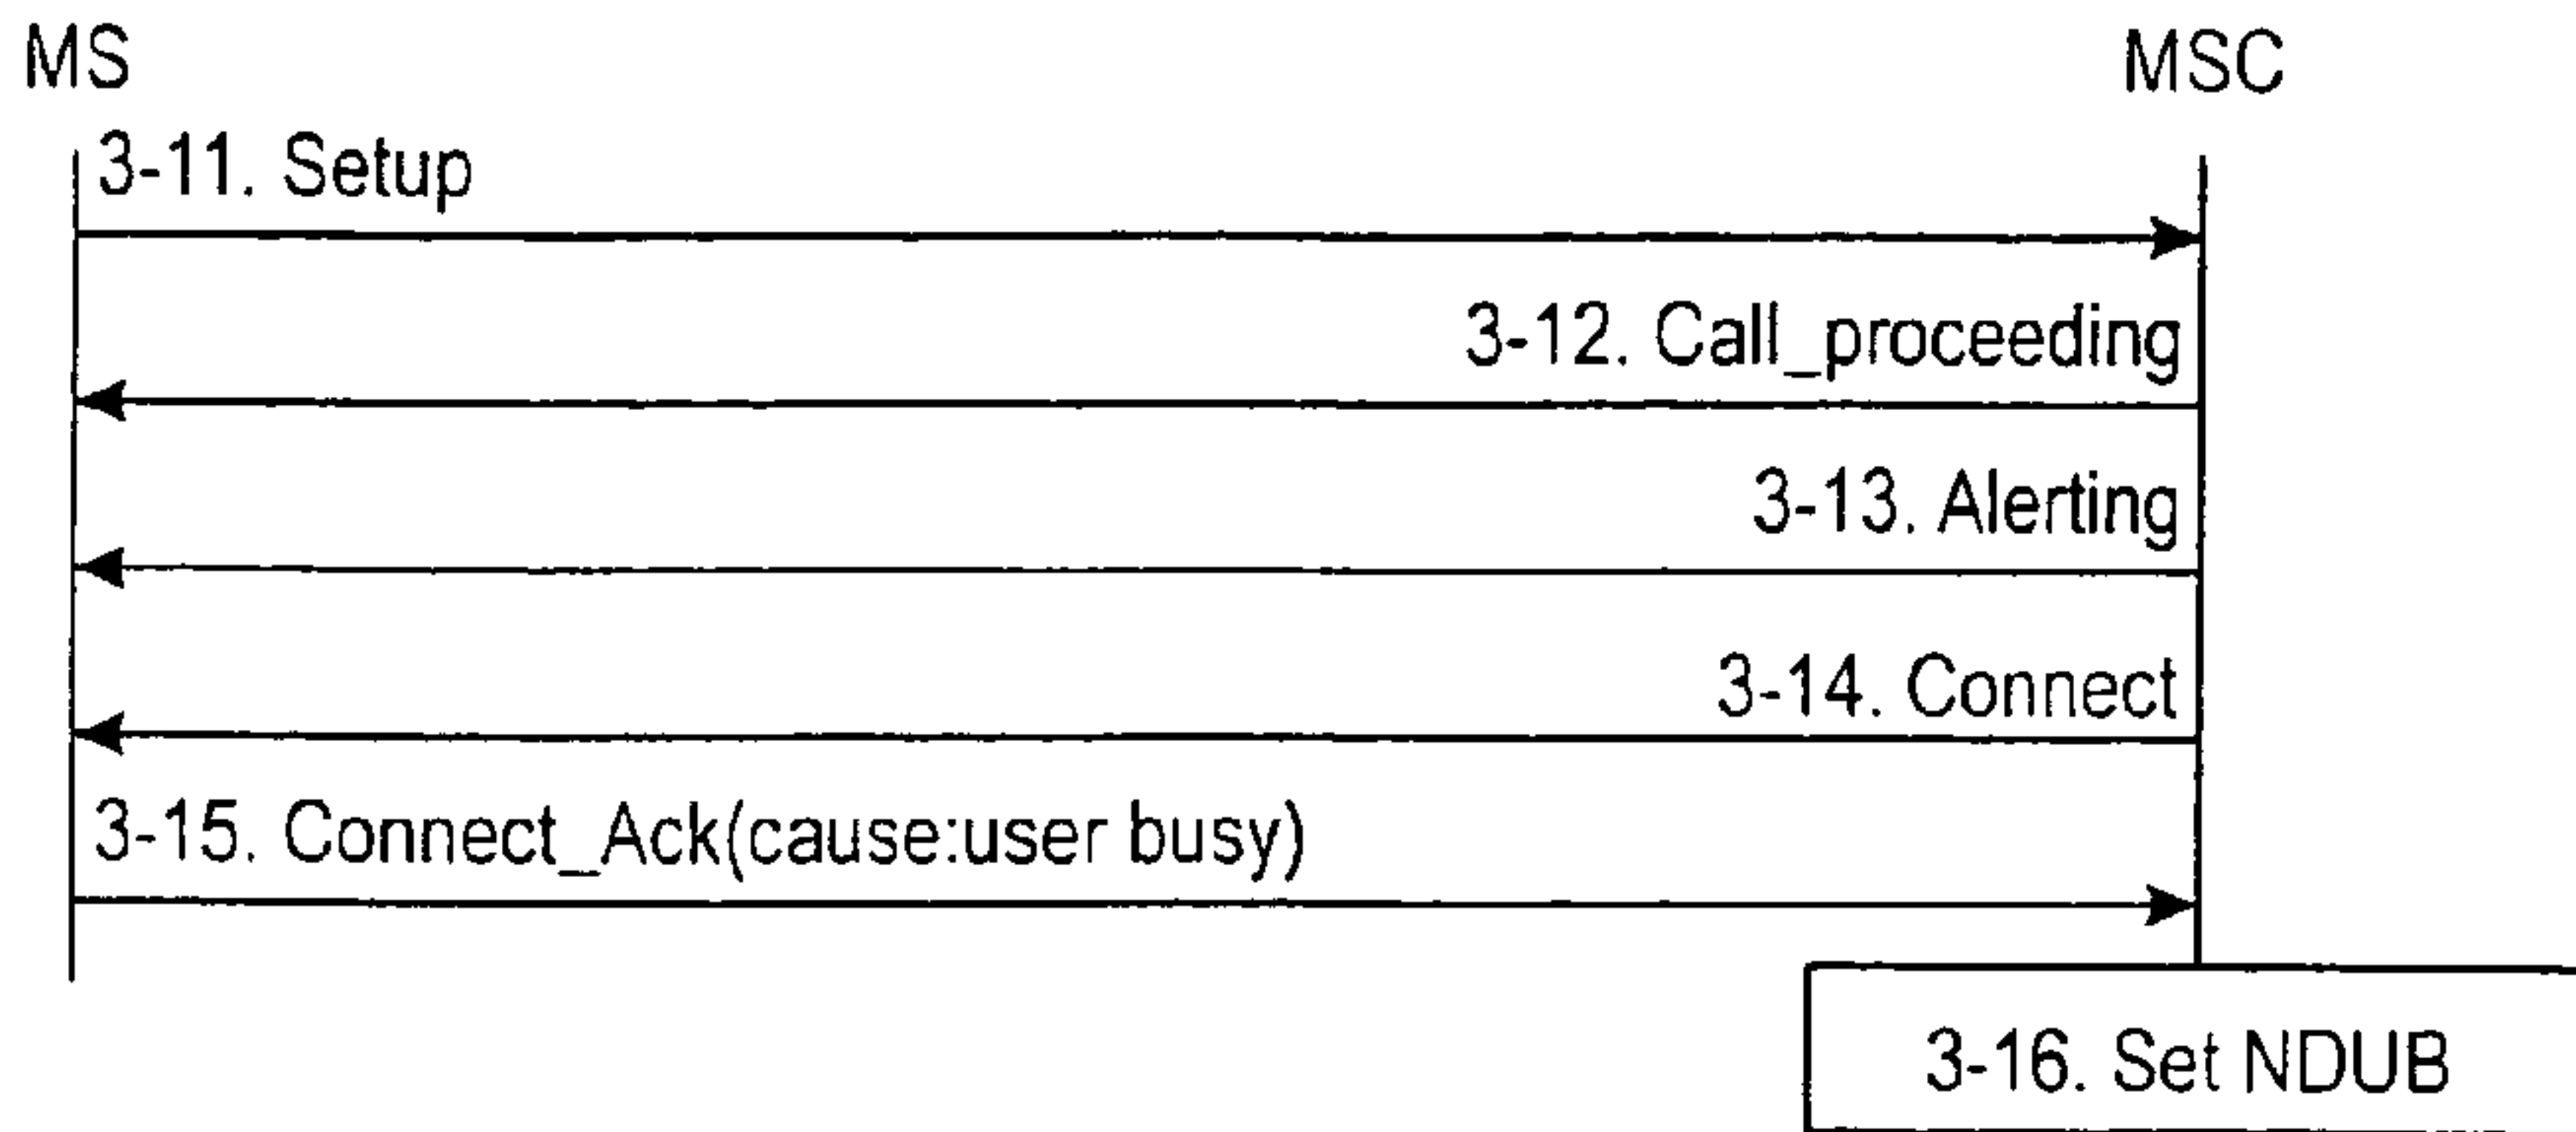 MS MSC
3-11. Setup
3-12. Call_proceeding
3-13. Alerting
3-14. Connect
3-15. Connect_Ack(cause:user busy)
3-16. Set NDUB